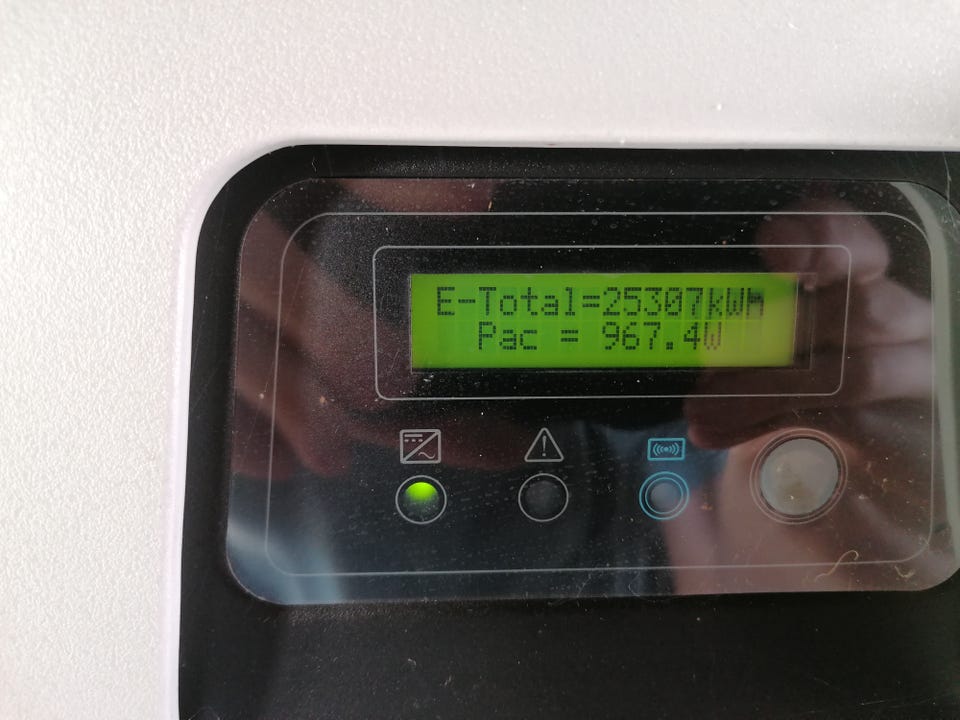 E-Total=25307kWh
Pac = 967.4W